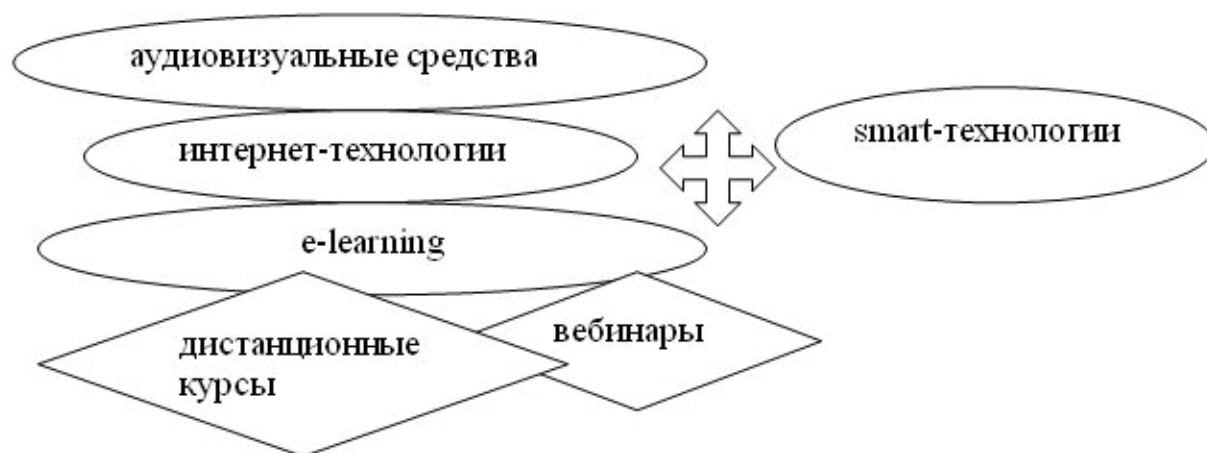 аудиовизуальные средства
интернет-технологии
smart-технологии
e-learning
дистанционные
курсы
вебинары